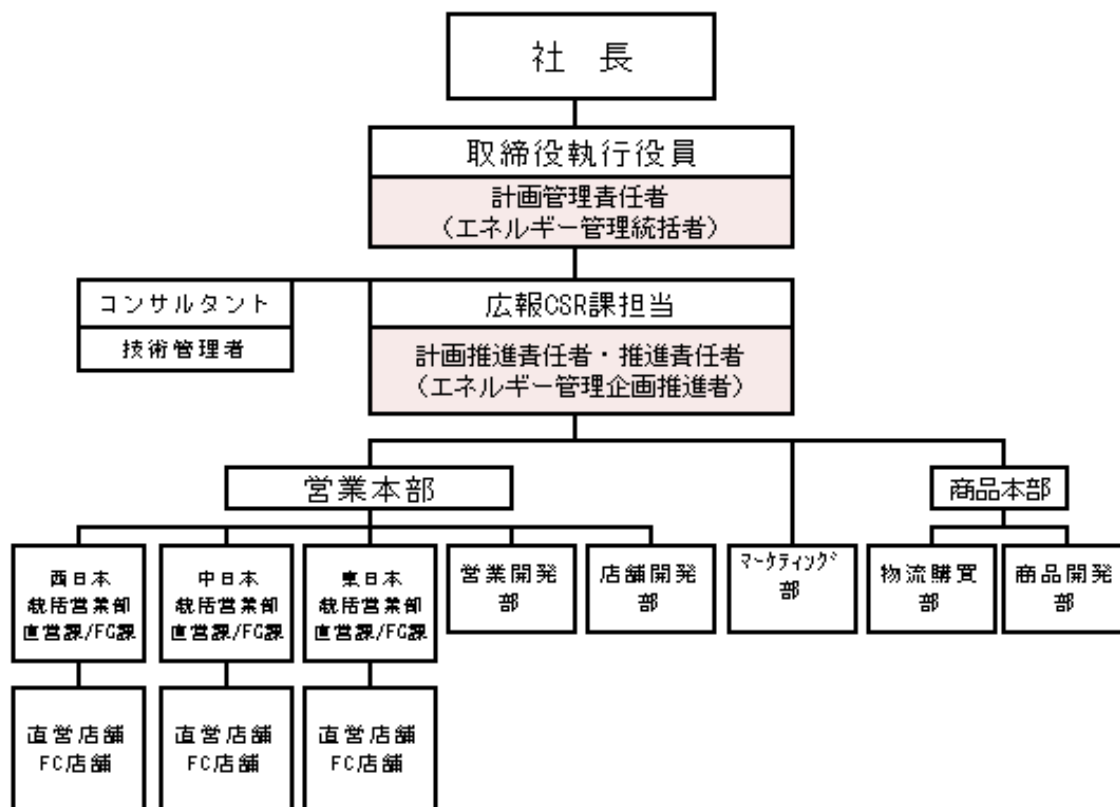 社 長
取締役執行役員
計画管理責任者
（エネルギー管理統括者）
コンサルタント
技術管理者
広報CSR課担当
計画推進責任者・推進責任者
（エネルギー管理企画推進者）
営業本部
商品本部
西日本
統括営業部
直営課/FC課
中日本
統括営業部
直営課/FC課
東日本
統括営業部
直営課/FC課
営業開発
部
店舗開発
部
ﾏｰｹﾃｨﾝｸﾞ
部
物流購買
部
商品開発
部
直営店舗
FC店舗
直営店舗
FC店舗
直営店舗
FC店舗